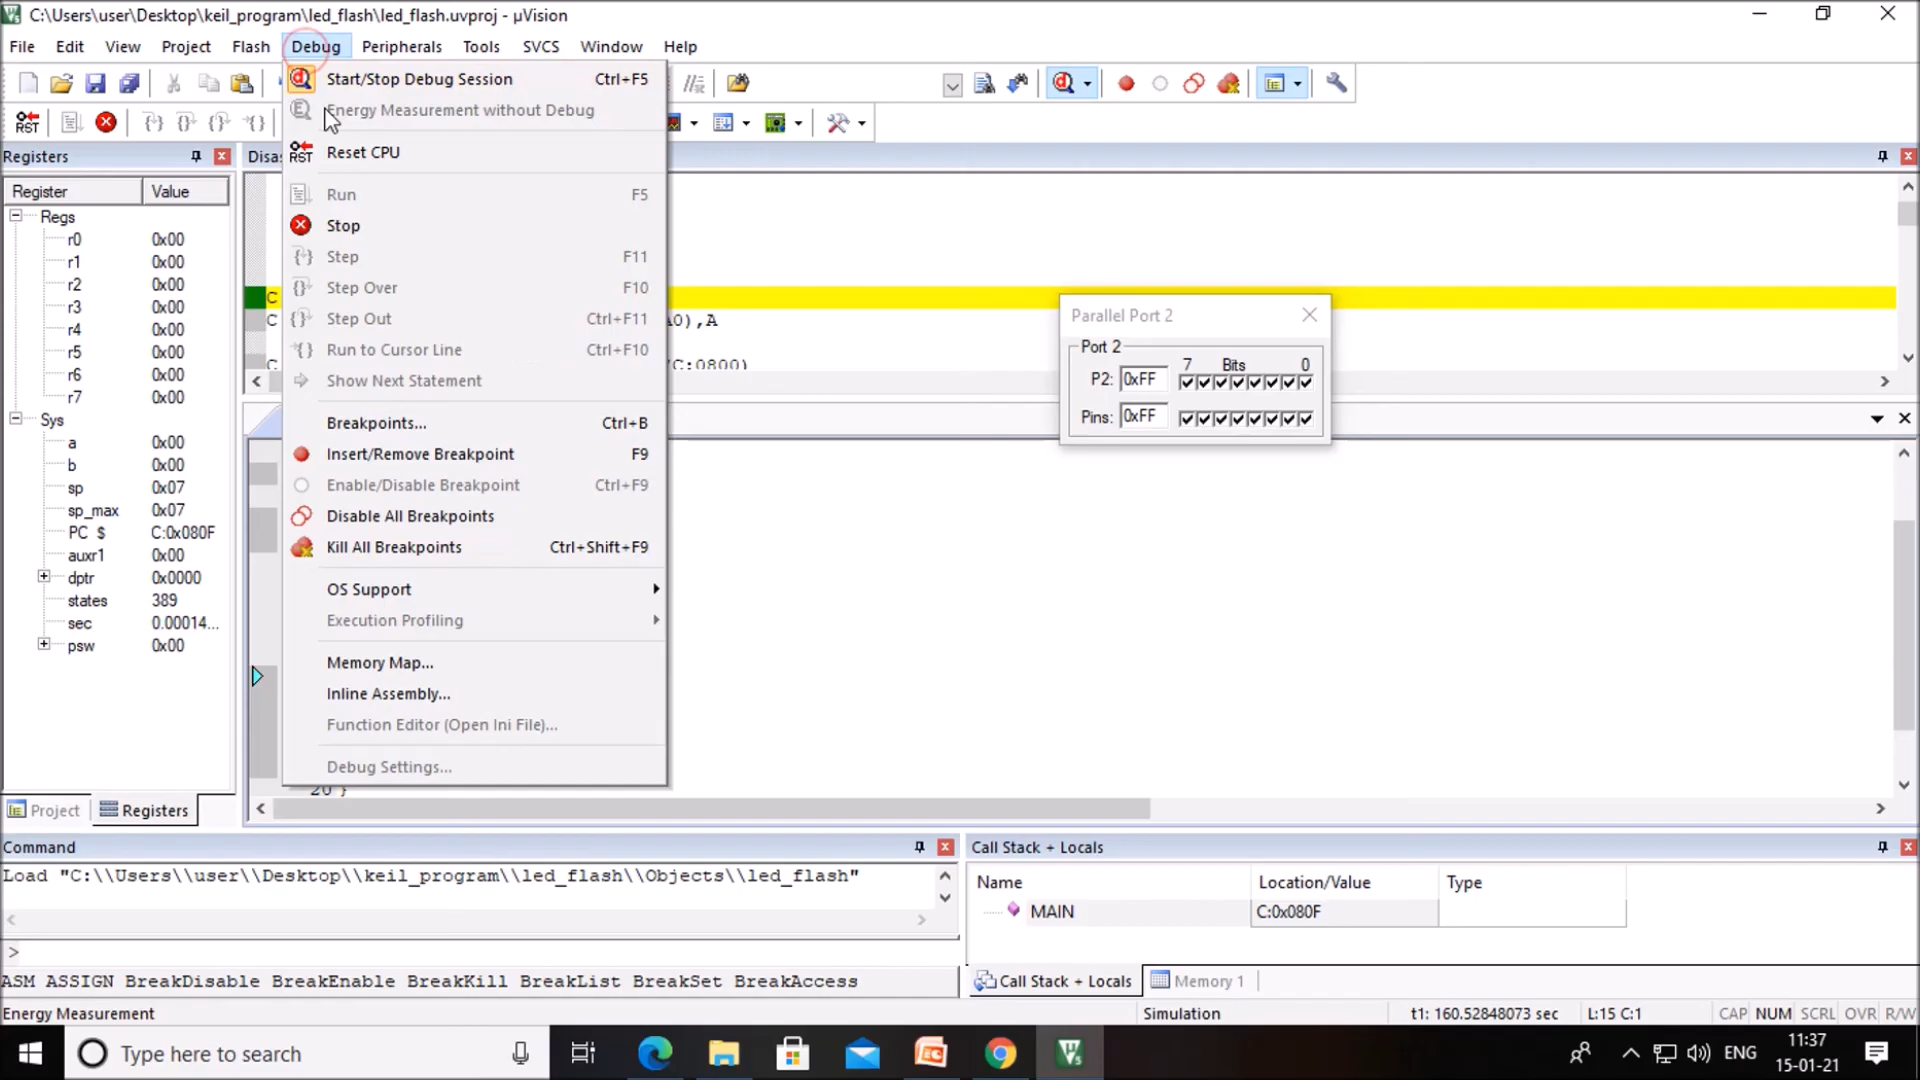 C:\Users\user\Desktop\keil_program\led_flash\led_flash.uvproj - µVision
File Edit View Project Flash Debug Peripherals Tools SVCS Window Help
Start/Stop Debug Session Ctrl+F5
Energy Measurement without Debug
Reset CPU
Run F5
Stop
Step F11
Step Over F10
Step Out Ctrl+F11
Run to Cursor Line Ctrl+F10
Show Next Statement
Breakpoints... Ctrl+B
Insert/Remove Breakpoint F9
Enable/Disable Breakpoint Ctrl+F9
Disable All Breakpoints
Kill All Breakpoints Ctrl+Shift+F9
OS Support
Execution Profiling
Memory Map...
Inline Assembly...
Function Editor (Open Ini File)...
Debug Settings...
RST
RST
Registers
Register Value
Regs
r0 0x00
r1 0x00
r2 0x00
r3 0x00
r4 0x00
r5 0x00
r6 0x00
r7 0x00
Sys
a 0x00
b 0x00
sp 0x07
sp_max 0x07
PC $ C:0x080F
auxr1 0x00
dptr 0x0000
states 389
sec 0.00014...
psw 0x00
Project Registers
Disas
C
C
),A
C:0800)
20 }
Parallel Port 2
Port 2
7 Bits 0
P2: 0xFF
Pins: 0xFF
Command
Load "C:\\Users\\user\\Desktop\\keil_program\\led_flash\\Objects\\led_flash"
>
ASM ASSIGN BreakDisable BreakEnable BreakKill BreakList BreakSet BreakAccess
Call Stack + Locals
Name Location/Value Type
MAIN C:0x080F
Call Stack + Locals Memory 1
Energy Measurement Simulation t1: 160.52848073 sec L:15 C:1 CAP NUM SCRL OVR R/W
Type here to search
ENG
11:37
15-01-21